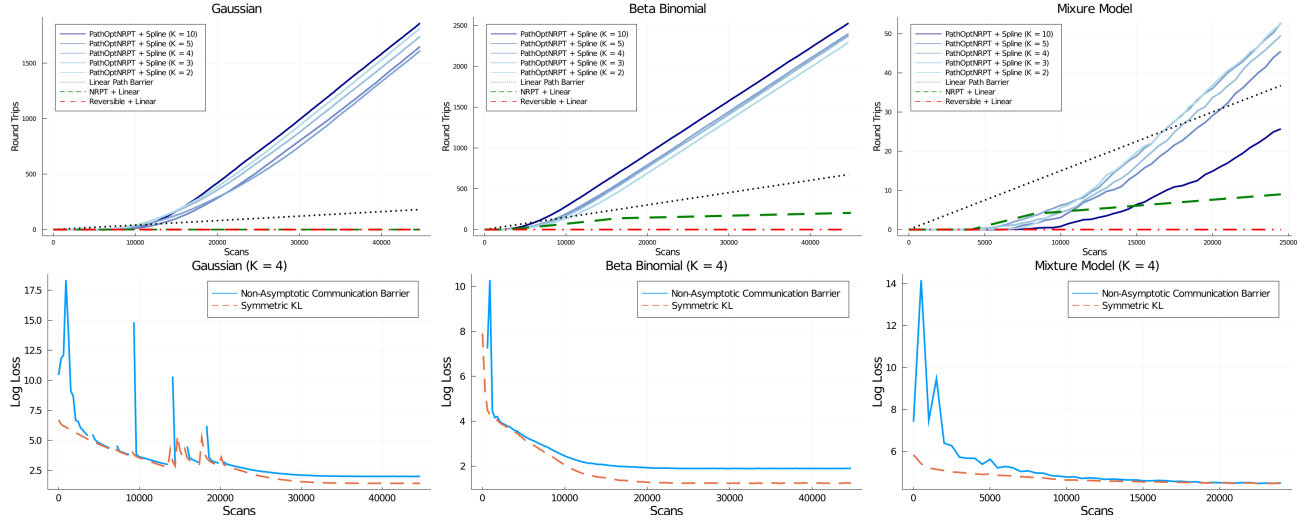 Gaussian
PathOptNRPT + Spline (K = 10)
PathOptNRPT + Spline (K = 5)
PathOptNRPT + Spline (K = 4)
PathOptNRPT + Spline (K = 3)
PathOptNRPT + Spline (K = 2)
Linear Path Barrier
NRPT + Linear
Reversible + Linear
Round Trips
1500
1000
500
0
0
10000
20000
30000
40000
Scans
Beta Binomial
PathOptNRPT + Spline (K = 10)
PathOptNRPT + Spline (K = 5)
PathOptNRPT + Spline (K = 4)
PathOptNRPT + Spline (K = 3)
PathOptNRPT + Spline (K = 2)
Linear Path Barrier
NRPT + Linear
Reversible + Linear
Round Trips
2500
2000
1500
1000
500
0
0
10000
20000
30000
40000
Scans
Mixure Model
PathOptNRPT + Spline (K = 10)
PathOptNRPT + Spline (K = 5)
PathOptNRPT + Spline (K = 4)
PathOptNRPT + Spline (K = 3)
PathOptNRPT + Spline (K = 2)
Linear Path Barrier
NRPT + Linear
Reversible + Linear
Round Trips
50
40
30
20
10
0
0
5000
10000
15000
20000
25000
Scans
Gaussian (K = 4)
Non-Asymptotic Communication Barrier
Symmetric KL
Log Loss
17.5
15.0
12.5
10.0
7.5
5.0
2.5
0
10000
20000
30000
40000
Scans
Beta Binomial (K = 4)
Non-Asymptotic Communication Barrier
Symmetric KL
Log Loss
10
8
6
4
2
0
10000
20000
30000
40000
Scans
Mixture Model (K = 4)
Non-Asymptotic Communication Barrier
Symmetric KL
Log Loss
14
12
10
8
6
0
5000
10000
15000
20000
Scans